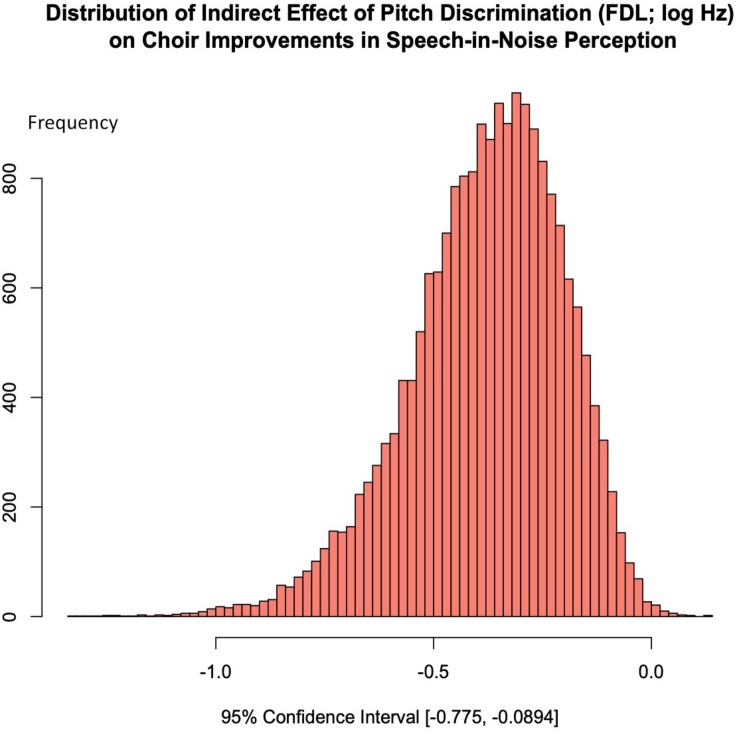 Distribution of Indirect Effect of Pitch Discrimination (FDL; log Hz)
on Choir Improvements in Speech-in-Noise Perception
Frequency
800
600
400
200
0
-1.0 -0.5 0.0
95% Confidence Interval [-0.775, -0.0894]